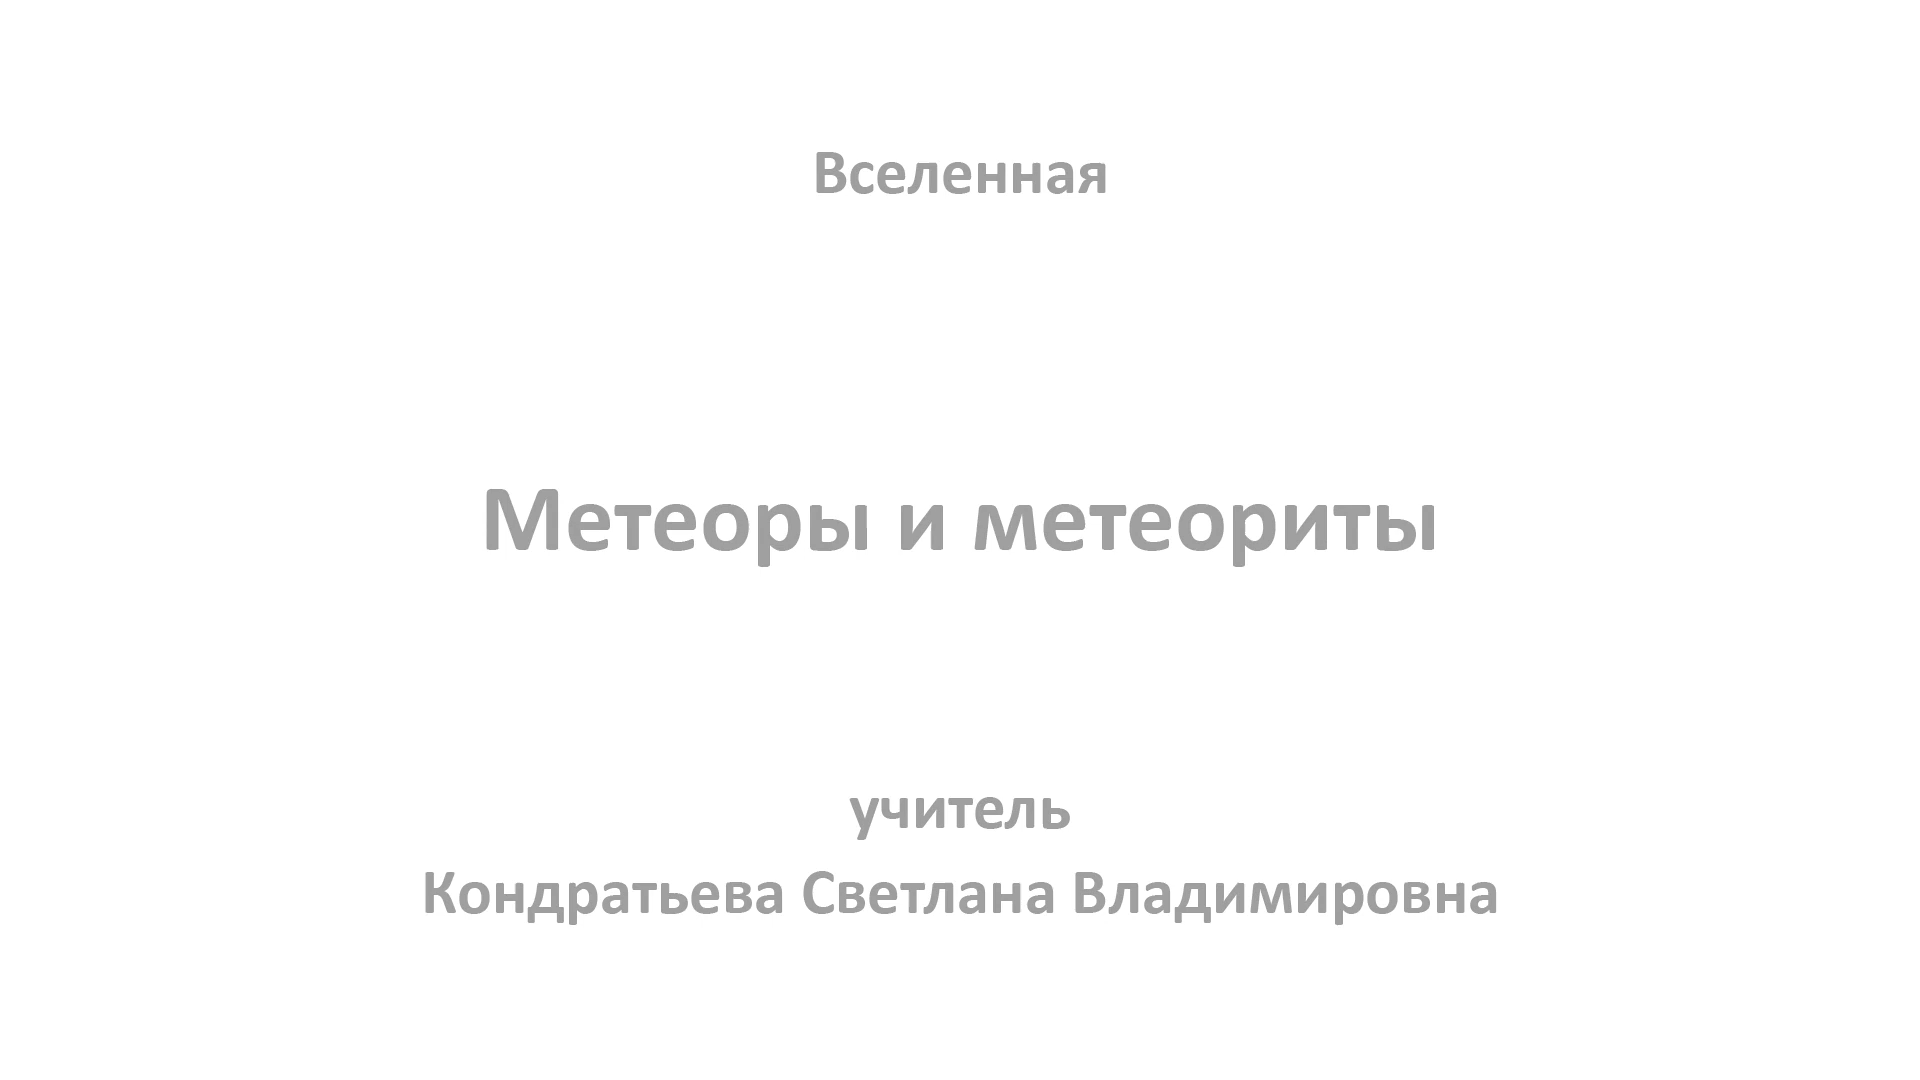 Вселенная
Метеоры и метеориты
учитель
Кондратьева Светлана Владимировна